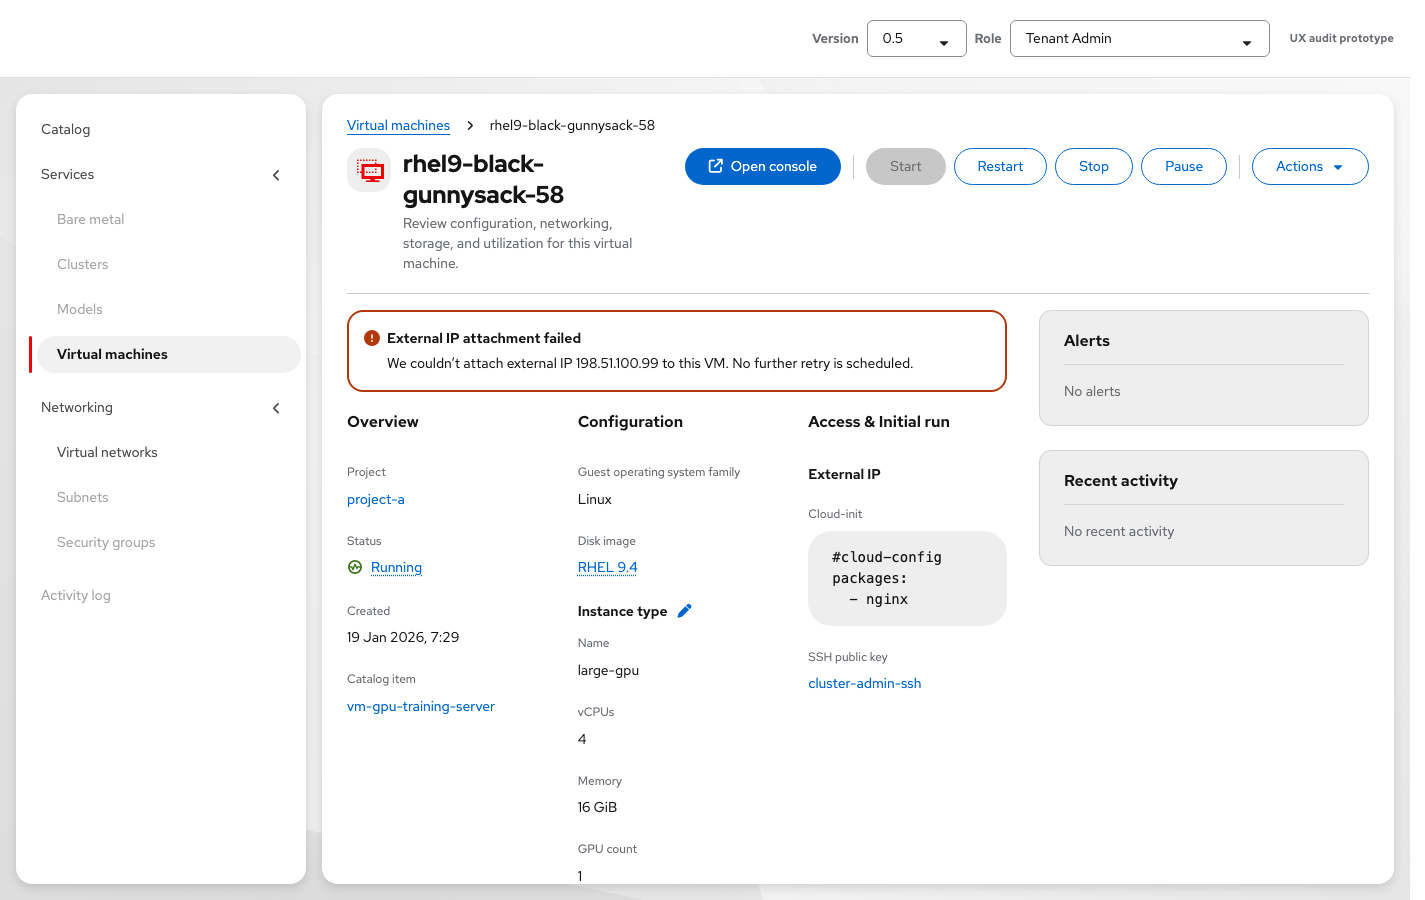 Version
0.5
Role
Tenant Admin
UX audit prototype
Catalog
Services
Bare metal
Clusters
Models
Virtual machines
Networking
Virtual networks
Subnets
Security groups
Activity log
Virtual machines
rhel9-black-gunnysack-58
rhel9-black-
gunnysack-58
Review configuration, networking,
storage, and utilization for this virtual
machine.
Open console
Start
Restart
Stop
Pause
Actions
External IP attachment failed
We couldn’t attach external IP 198.51.100.99 to this VM. No further retry is scheduled.
Overview
Project
project-a
Status
Running
Created
19 Jan 2026, 7:29
Catalog item
vm-gpu-training-server
Configuration
Guest operating system family
Linux
Disk image
RHEL 9.4
Instance type
Name
large-gpu
vCPUs
4
Memory
16 GiB
GPU count
1
Access & Initial run
External IP
Cloud-init
#cloud-config
packages:
  - nginx
SSH public key
cluster-admin-ssh
Alerts
No alerts
Recent activity
No recent activity